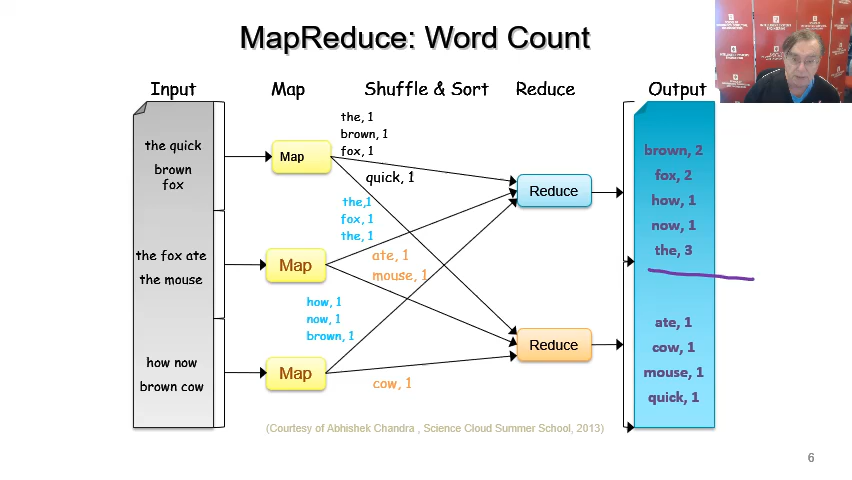 MapReduce: Word Count
Input
Map
Shuffle & Sort
Reduce
Output
the quick
brown
fox
the fox ate
the mouse
how now
brown cow
Map
Map
Map
the, 1
brown, 1
fox, 1
quick, 1
the,1
fox, 1
the, 1
ate, 1
mouse, 1
how, 1
now, 1
brown, 1
cow, 1
Reduce
Reduce
brown, 2
fox, 2
how, 1
now, 1
the, 3
ate, 1
cow, 1
mouse, 1
quick, 1
(Courtesy of Abhishek Chandra , Science Cloud Summer School, 2013)
6